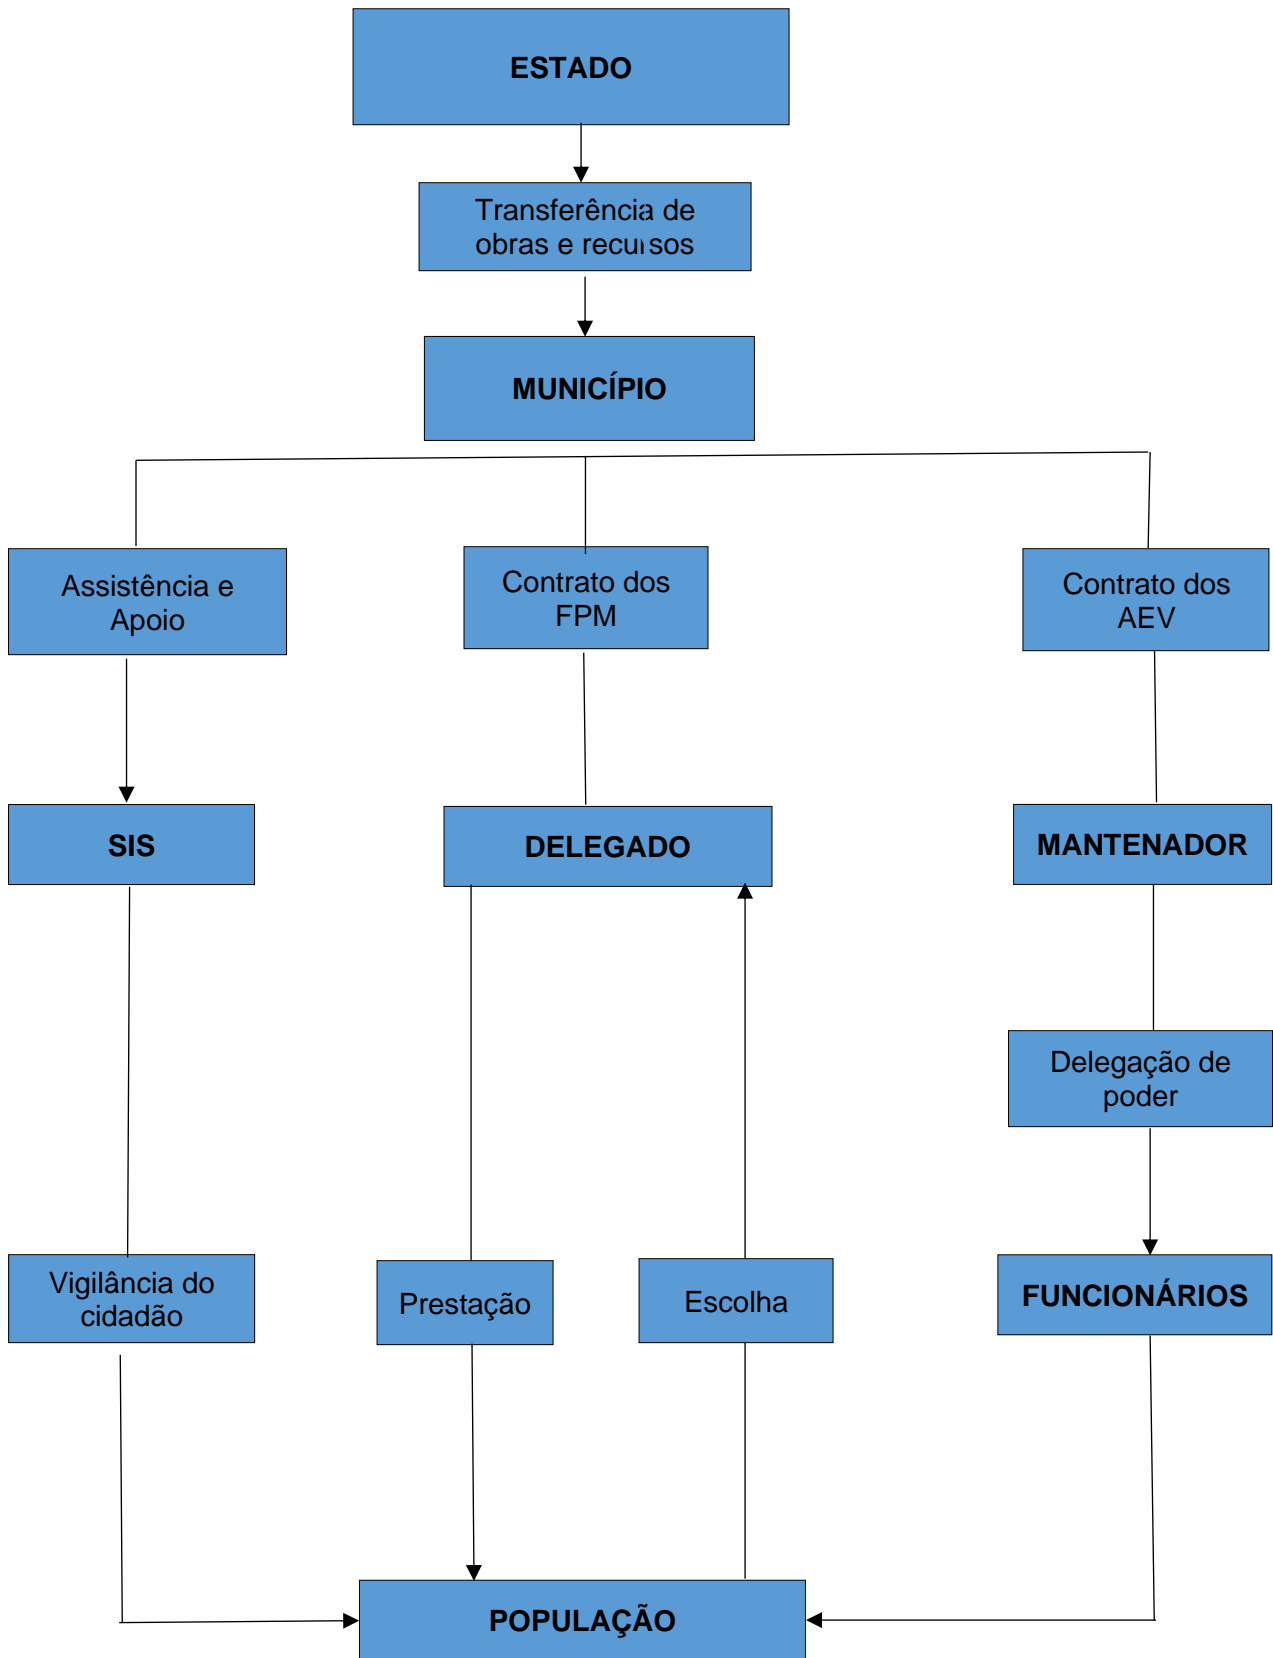 ESTADO
Transferência de
obras e recursos
MUNICÍPIO
Assistência e
Apoio
Contrato dos
FPM
Contrato dos
AEV
SIS
DELEGADO
MANTENADOR
Delegação de
poder
Vigilância do
cidadão
Prestação
Escolha
FUNCIONÁRIOS
POPULAÇÃO